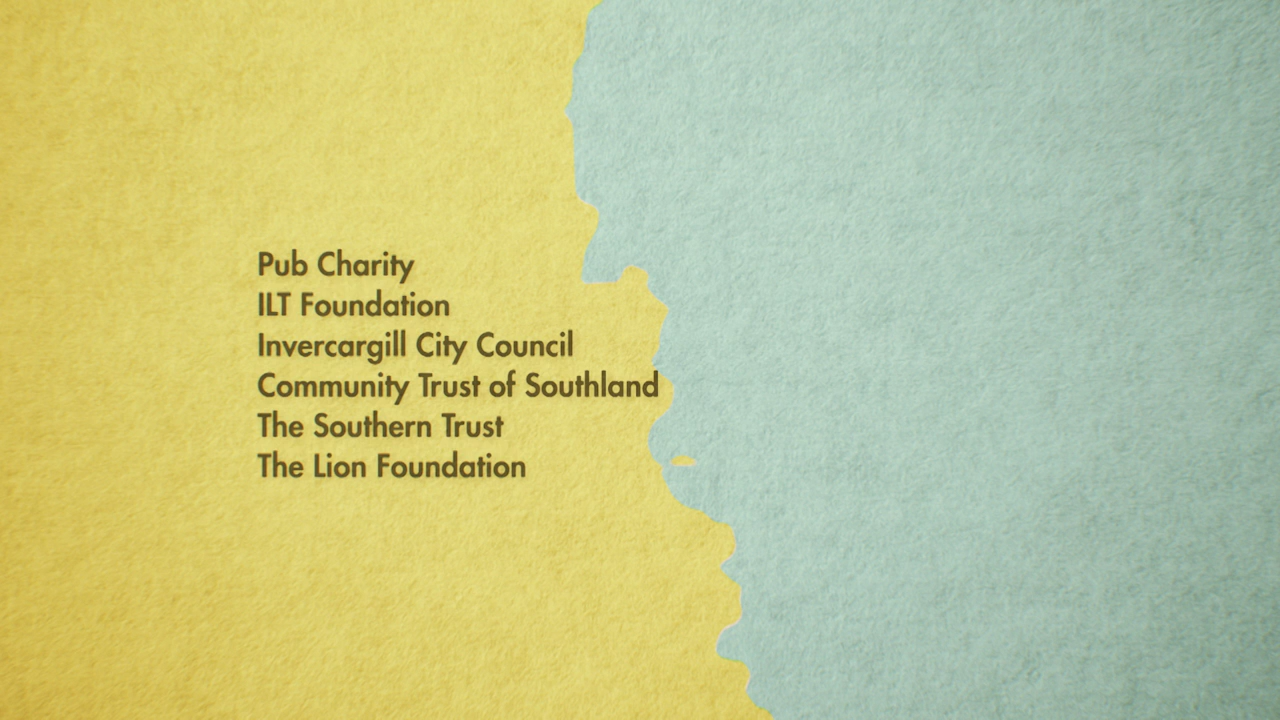 Pub Charity
ILT Foundation
Invercargill City Council
Community Trust of Southland
The Southern Trust
The Lion Foundation